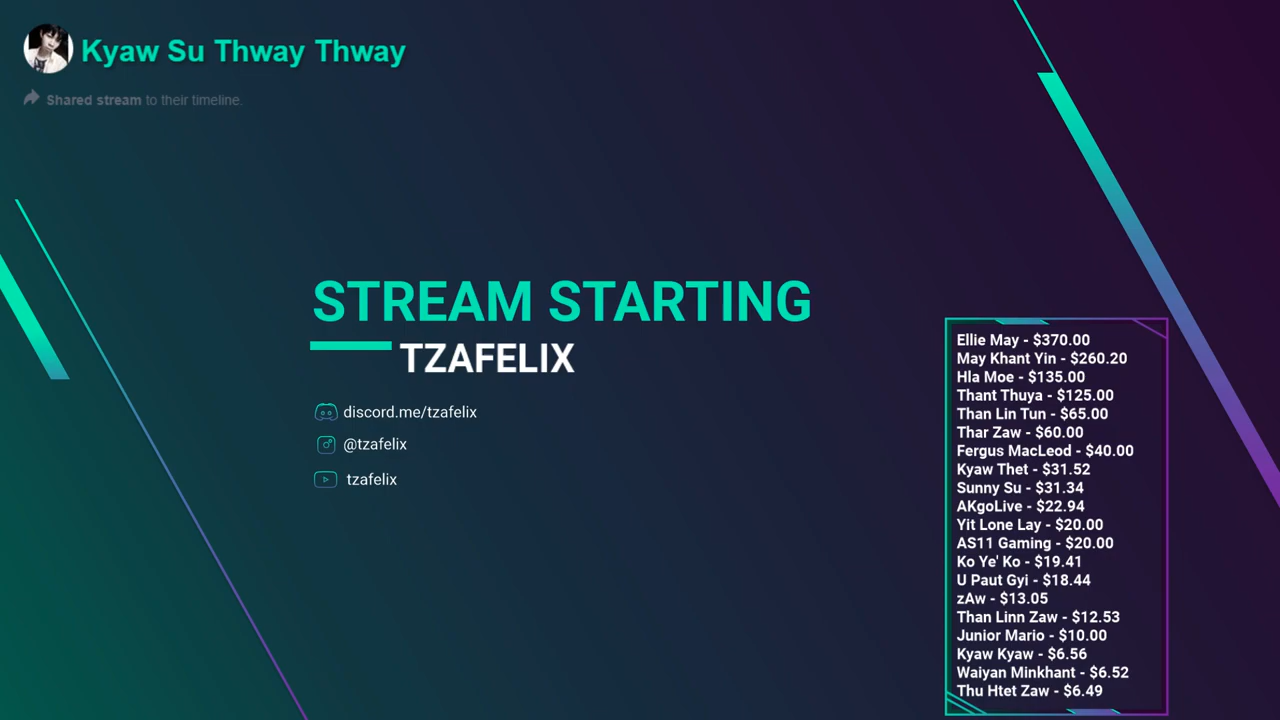 Kyaw Su Thway Thway
Shared stream to their timeline.
STREAM STARTING
TZAFELIX
discord.me/tzafelix
@tzafelix
tzafelix
Ellie May - $370.00
May Khant Yin - $260.20
Hla Moe - $135.00
Thant Thuya - $125.00
Than Lin Tun - $65.00
Thar Zaw - $60.00
Fergus MacLeod - $40.00
Kyaw Thet - $31.52
Sunny Su - $31.34
AKgoLive - $22.94
Yit Lone Lay - $20.00
AS11 Gaming - $20.00
Ko Ye' Ko - $19.41
U Paut Gyi - $18.44
zAw - $13.05
Than Linn Zaw - $12.53
Junior Mario - $10.00
Kyaw Kyaw - $6.56
Waiyan Minkhant - $6.52
Thu Htet Zaw - $6.49